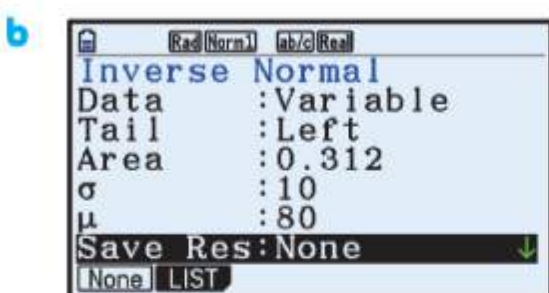 b
Rad Norm1 ab/c Real
Inverse Normal
Data :Variable
Tail :Left
Area :0.312
σ :10
μ :80
Save Res:None
None LIST